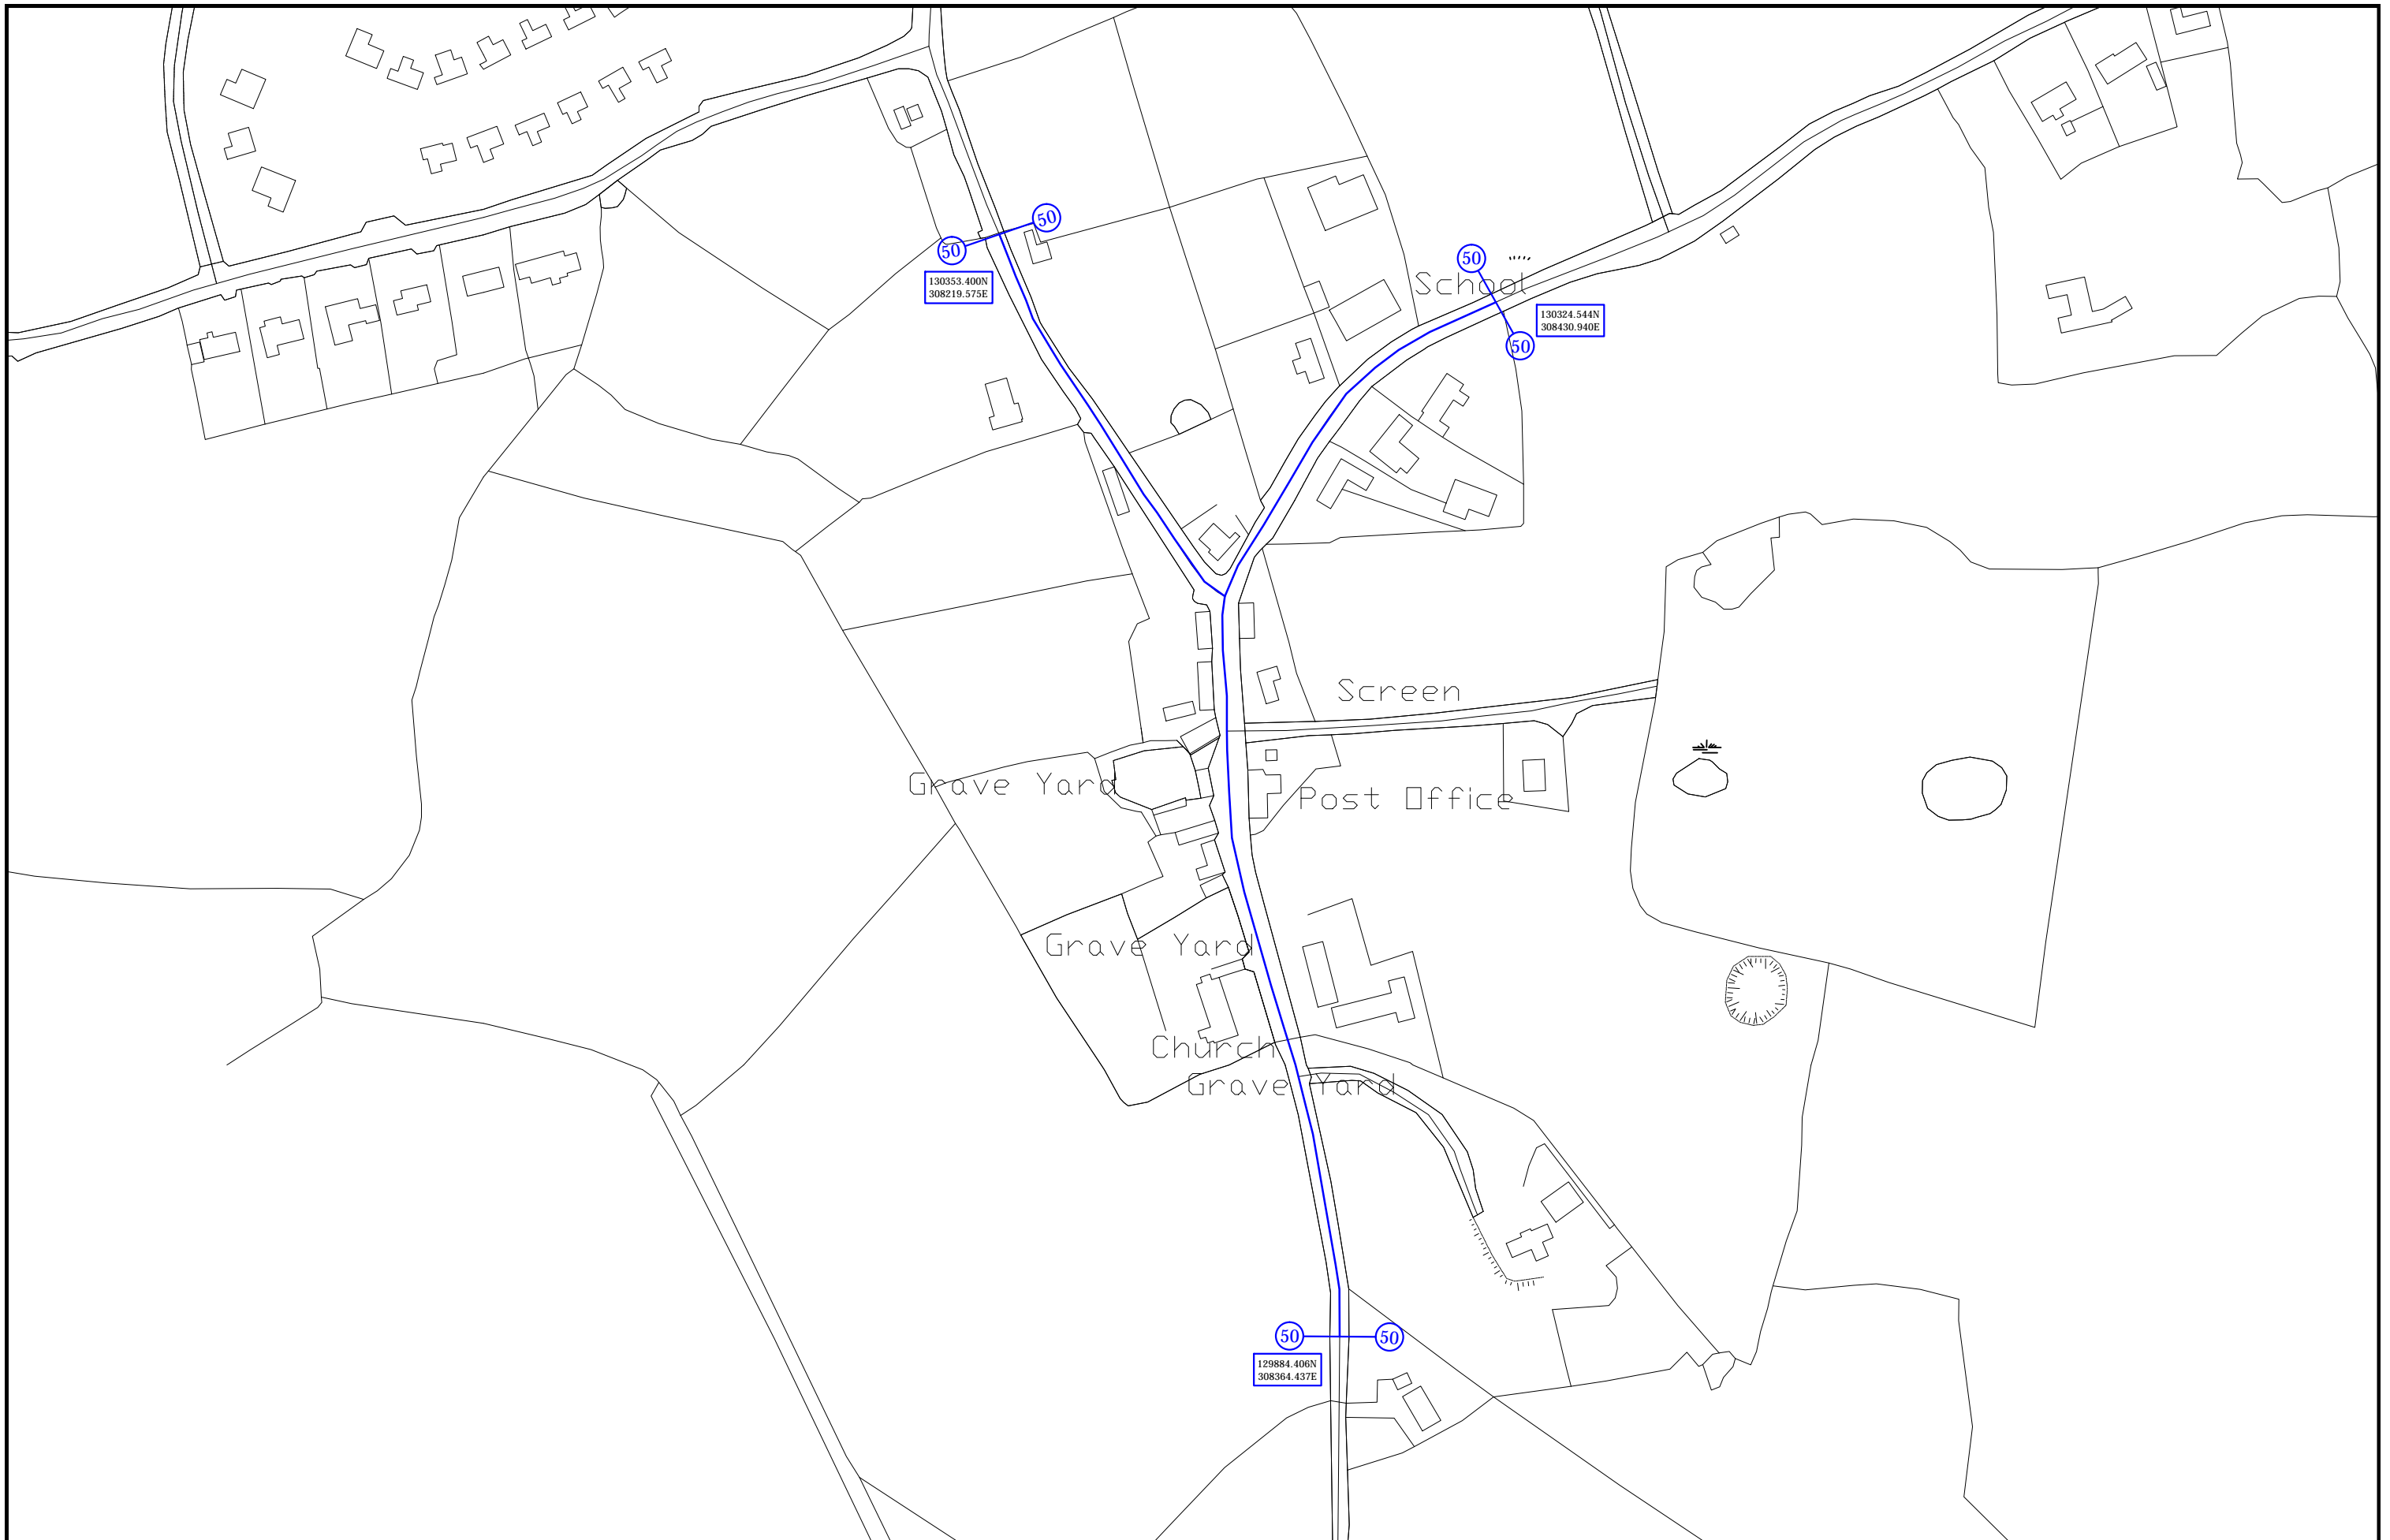 50
50
130353.400N
308219.575E
50
School
130324.544N
308430.940E
50
Screen
Grave Yard
Post Office
Grave Yard
Church
Grave Yard
50
50
129884.406N
308364.437E